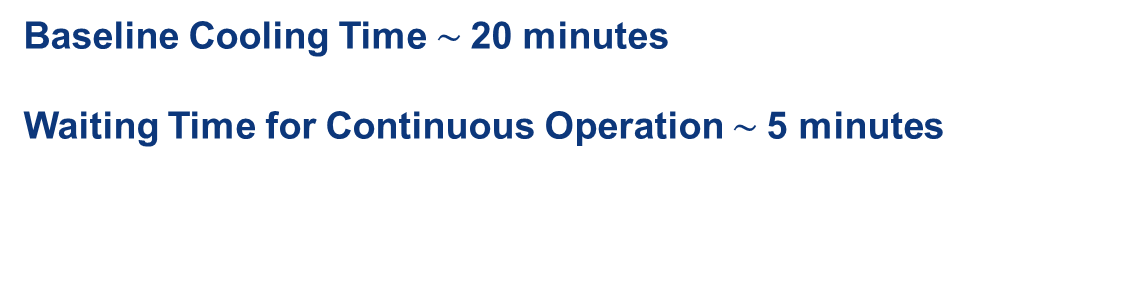 Baseline Cooling Time ~ 20 minutes
Waiting Time for Continuous Operation ~ 5 minutes